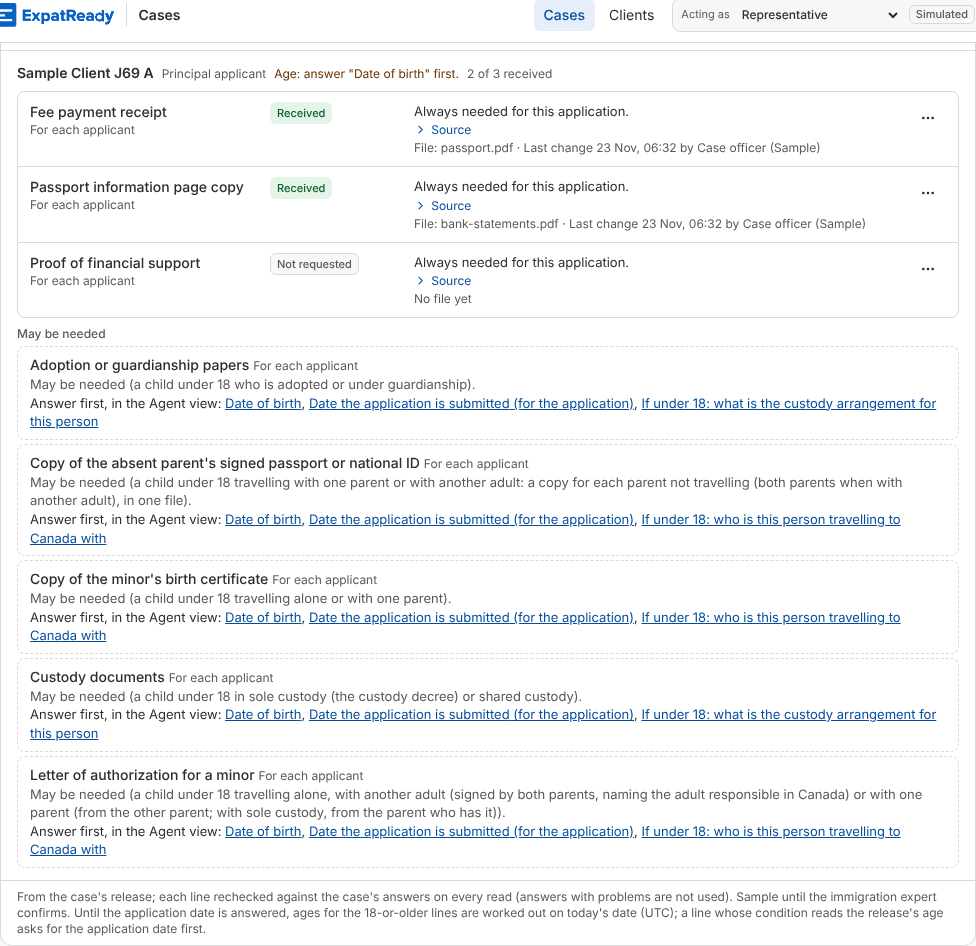 ExpatReady Cases Cases Clients Acting as Representative Simulated
Sample Client J69 A Principal applicant Age: answer "Date of birth" first. 2 of 3 received
Fee payment receipt Received Always needed for this application. ...
For each applicant > Source
File: passport.pdf · Last change 23 Nov, 06:32 by Case officer (Sample)
Passport information page copy Received Always needed for this application. ...
For each applicant > Source
File: bank-statements.pdf · Last change 23 Nov, 06:32 by Case officer (Sample)
Proof of financial support Not requested Always needed for this application. ...
For each applicant > Source
No file yet
May be needed
Adoption or guardianship papers For each applicant
May be needed (a child under 18 who is adopted or under guardianship).
Answer first, in the Agent view: Date of birth, Date the application is submitted (for the application), If under 18: what is the custody arrangement for
this person
Copy of the absent parent's signed passport or national ID For each applicant
May be needed (a child under 18 travelling with one parent or with another adult: a copy for each parent not travelling (both parents when with
another adult), in one file).
Answer first, in the Agent view: Date of birth, Date the application is submitted (for the application), If under 18: who is this person travelling to
Canada with
Copy of the minor's birth certificate For each applicant
May be needed (a child under 18 travelling alone or with one parent).
Answer first, in the Agent view: Date of birth, Date the application is submitted (for the application), If under 18: who is this person travelling to
Canada with
Custody documents For each applicant
May be needed (a child under 18 in sole custody (the custody decree) or shared custody).
Answer first, in the Agent view: Date of birth, Date the application is submitted (for the application), If under 18: what is the custody arrangement for
this person
Letter of authorization for a minor For each applicant
May be needed (a child under 18 travelling alone, with another adult (signed by both parents, naming the adult responsible in Canada) or with one
parent (from the other parent; with sole custody, from the parent who has it)).
Answer first, in the Agent view: Date of birth, Date the application is submitted (for the application), If under 18: who is this person travelling to
Canada with
From the case's release; each line rechecked against the case's answers on every read (answers with problems are not used). Sample until the immigration expert
confirms. Until the application date is answered, ages for the 18-or-older lines are worked out on today's date (UTC); a line whose condition reads the release's age
asks for the application date first.